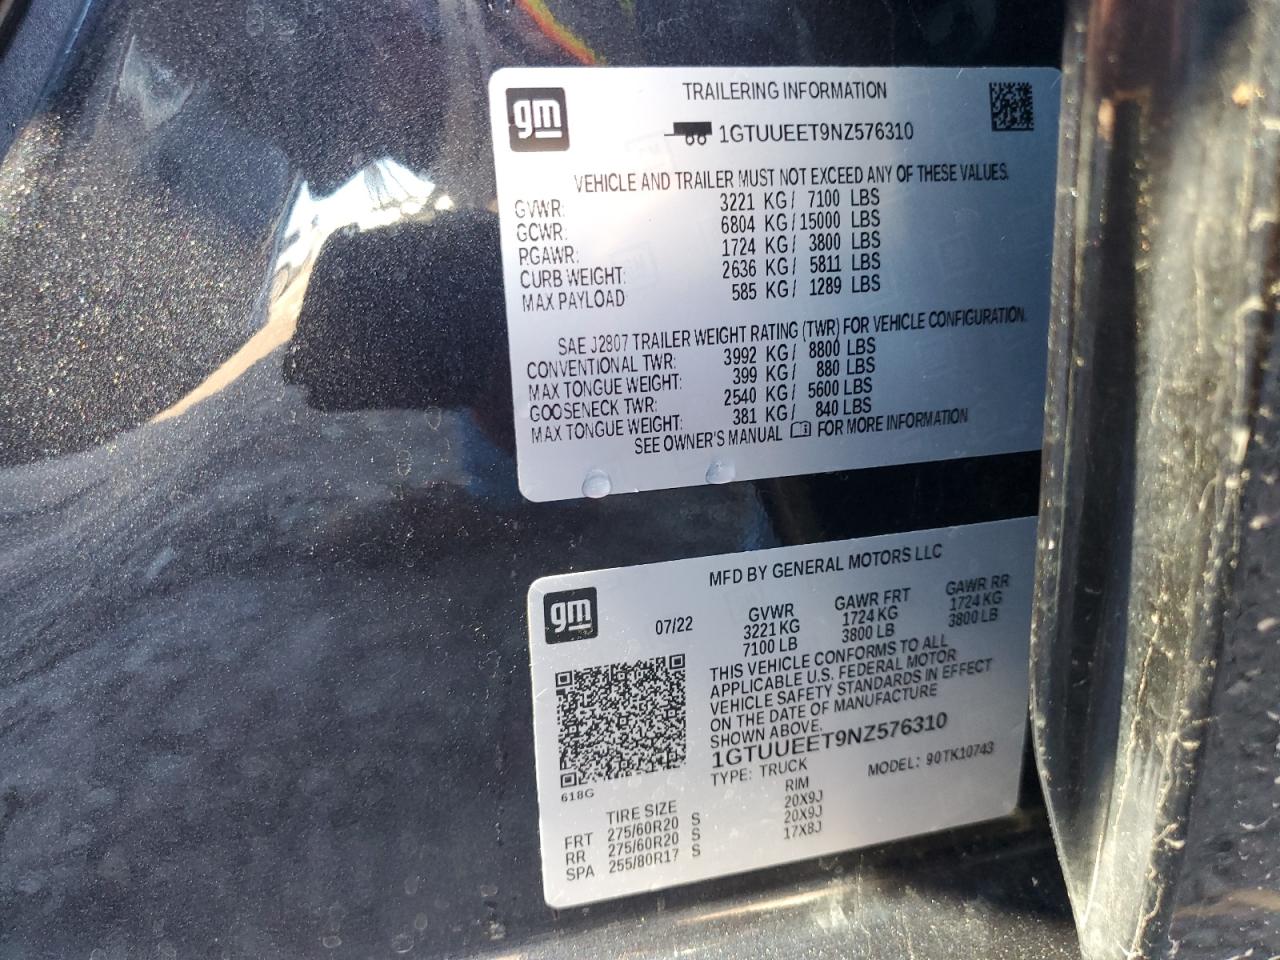 gm
TRAILERING INFORMATION
1GTUUEET9NZ576310
VEHICLE AND TRAILER MUST NOT EXCEED ANY OF THESE VALUES.
GVWR: 3221 KG/ 7100 LBS
GCWR: 6804 KG/15000 LBS
RGAWR: 1724 KG/ 3800 LBS
CURB WEIGHT: 2636 KG/ 5811 LBS
MAX PAYLOAD 585 KG/ 1289 LBS
SAE J2807 TRAILER WEIGHT RATING (TWR) FOR VEHICLE CONFIGURATION.
CONVENTIONAL TWR: 3992 KG/ 8800 LBS
MAX TONGUE WEIGHT: 399 KG/ 880 LBS
GOOSENECK TWR: 2540 KG/ 5600 LBS
MAX TONGUE WEIGHT: 381 KG/ 840 LBS
SEE OWNER'S MANUAL FOR MORE INFORMATION
gm
MFD BY GENERAL MOTORS LLC
07/22 GVWR GAWR FRT GAWR RR
3221KG 1724KG 1724KG
7100 LB 3800 LB 3800 LB
THIS VEHICLE CONFORMS TO ALL
APPLICABLE U.S. FEDERAL MOTOR
VEHICLE SAFETY STANDARDS IN EFFECT
ON THE DATE OF MANUFACTURE
SHOWN ABOVE.
1GTUUEET9NZ576310
TYPE: TRUCK MODEL: 90TK10743
618G
TIRE SIZE RIM
FRT 275/60R20 S 20X9J
RR 275/60R20 S 20X9J
SPA 255/80R17 S 17X8J